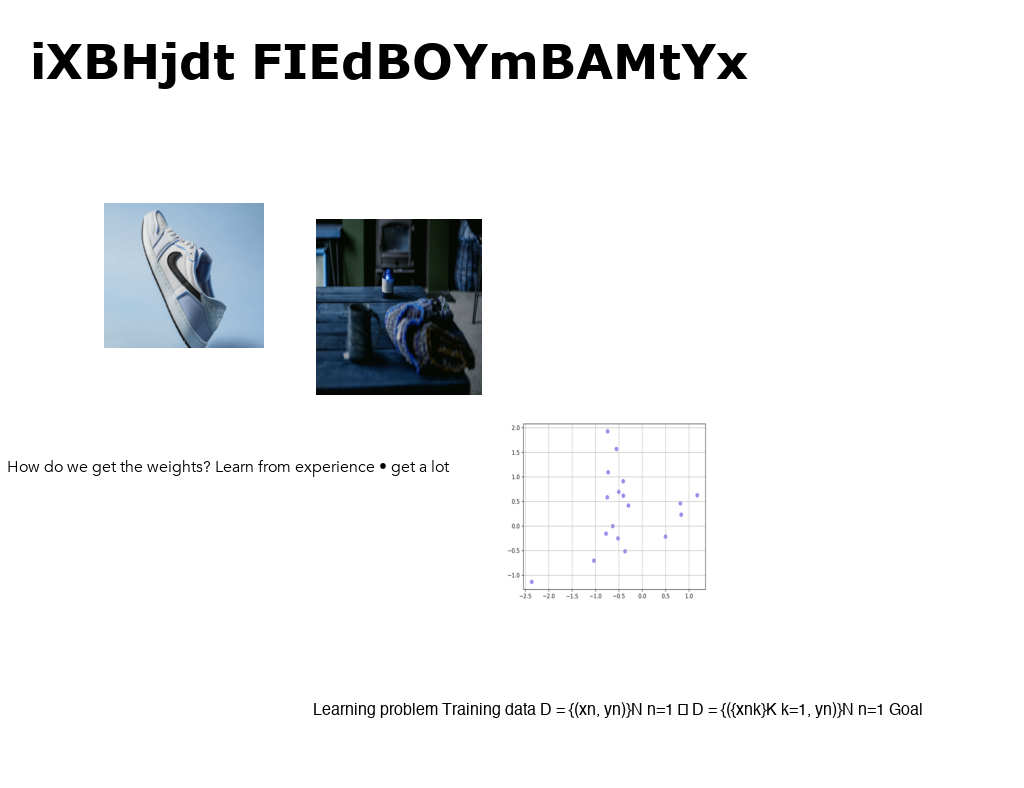 iXBHjdt FIEdBOYmBAMtYx
How do we get the weights? Learn from experience • get a lot
2.0
1.5
1.0
0.5
0.0
−0.5
−1.0
−2.5 −2.0 −1.5 −1.0 −0.5 0.0 0.5 1.0
Learning problem Training data D = {(xn, yn)}N n=1 □ D = {({xnk}K k=1, yn)}N n=1 Goal